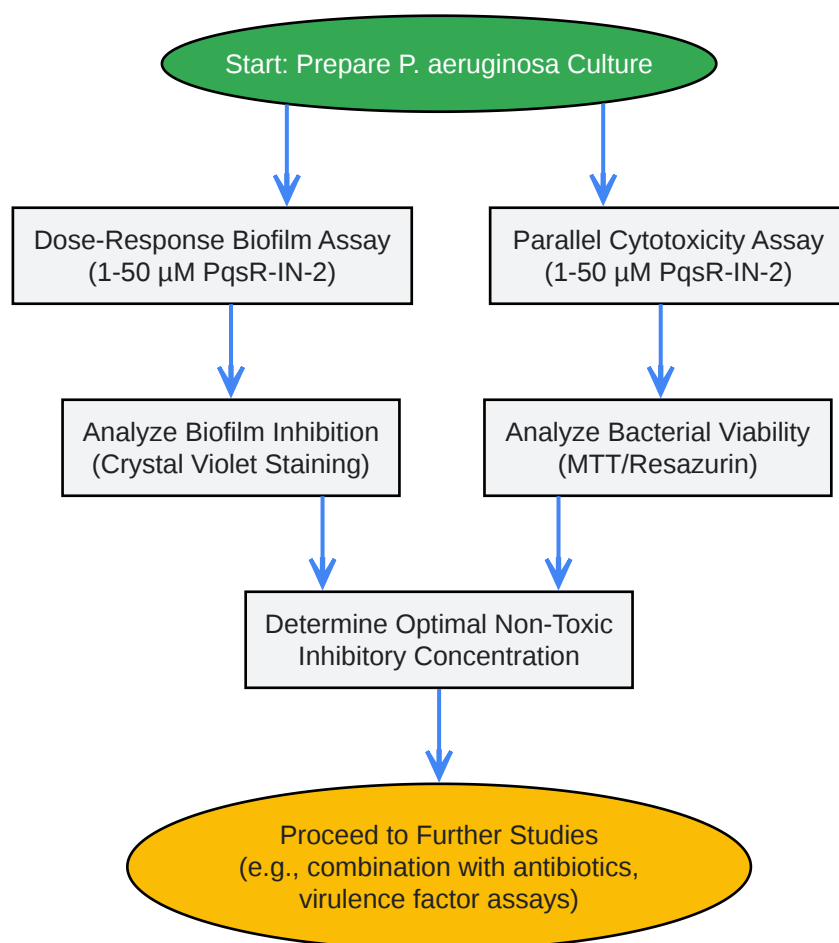 Start: Prepare P. aeruginosa Culture
Dose-Response Biofilm Assay
(1-50 µM PqsR-IN-2)
Parallel Cytotoxicity Assay
(1-50 µM PqsR-IN-2)
Analyze Biofilm Inhibition
(Crystal Violet Staining)
Analyze Bacterial Viability
(MTT/Resazurin)
Determine Optimal Non-Toxic
Inhibitory Concentration
Proceed to Further Studies
(e.g., combination with antibiotics,
virulence factor assays)